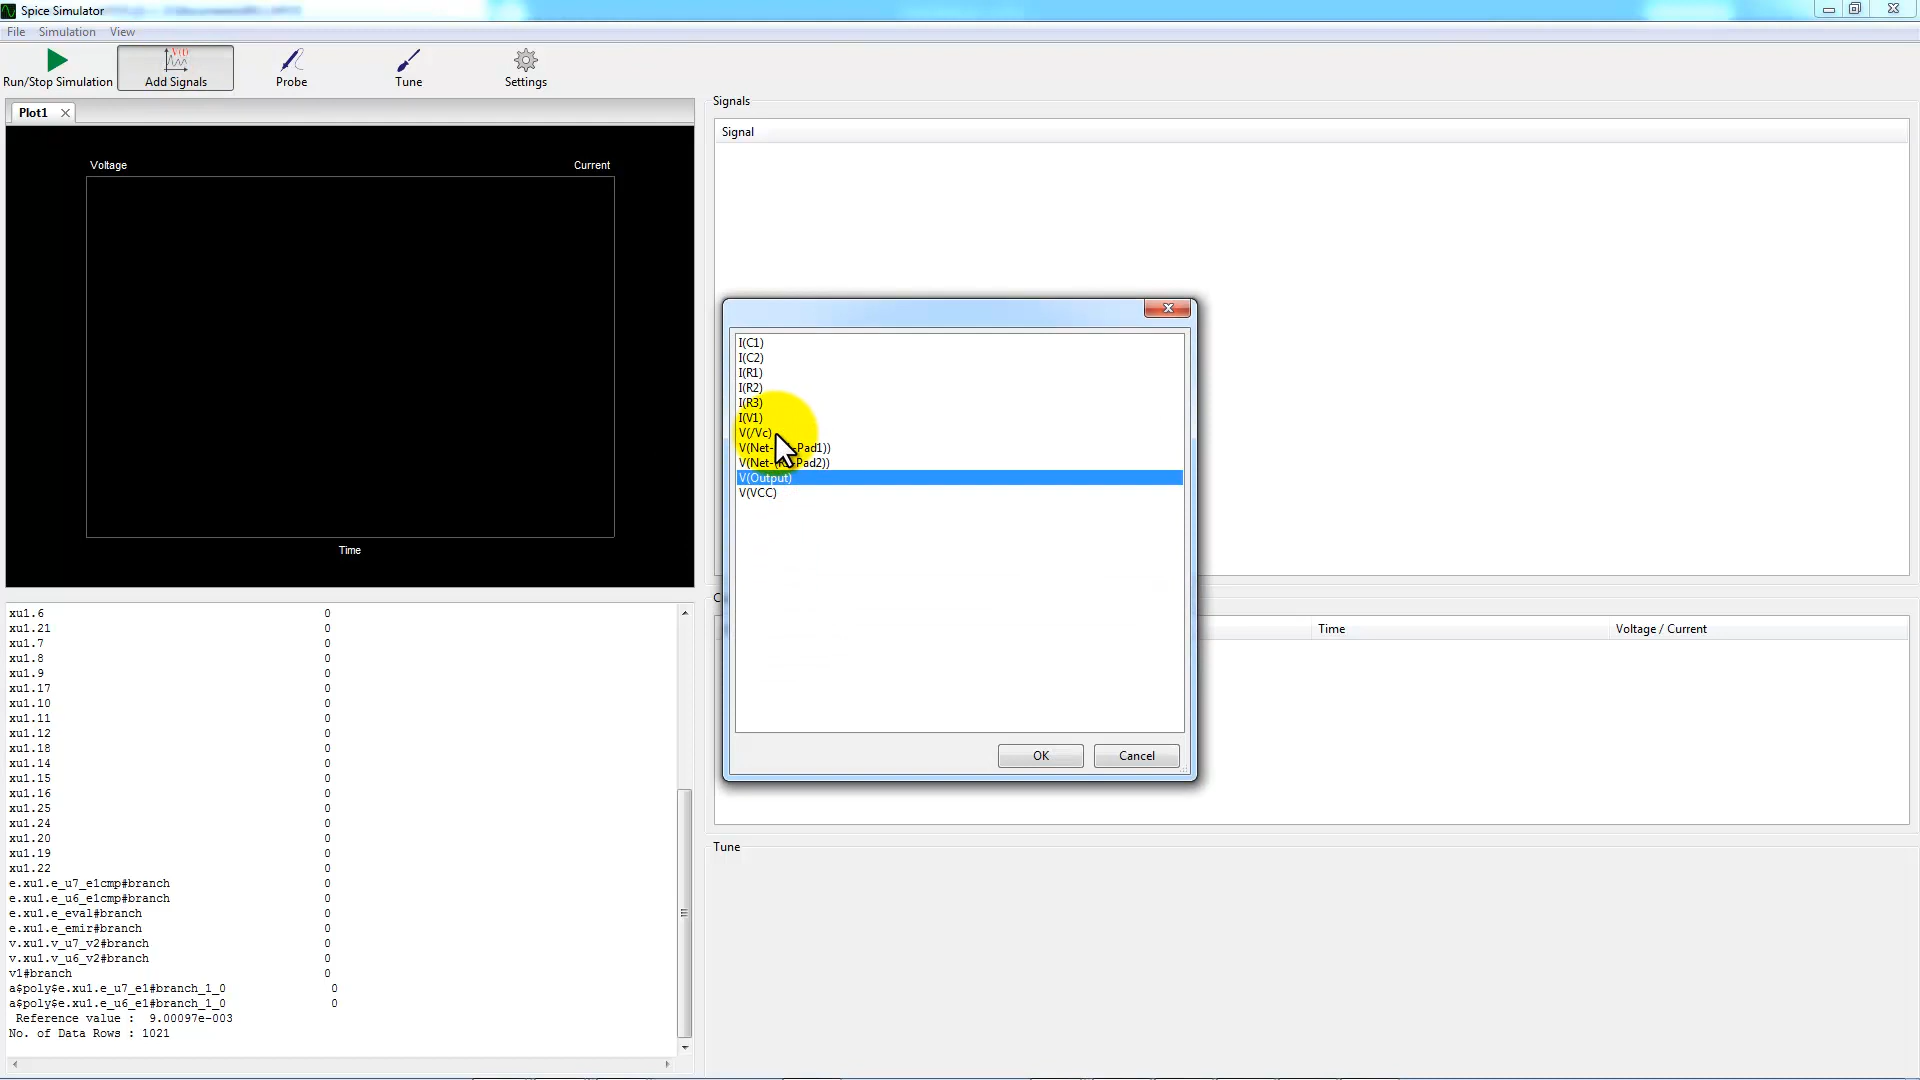 Spice Simulator
File Simulation View
Run/Stop Simulation Add Signals Probe Tune Settings
Plot1
Voltage Current
Time
Signals
Signal
I(C1)
I(C2)
I(R1)
I(R2)
I(R3)
I(V1)
V(/Vc)
V(Net- -Pad1))
V(Net- Pad2))
V(Output)
V(VCC)
OK Cancel
C
Time Voltage / Current
Tune
xu1.6 0
xu1.21 0
xu1.7 0
xu1.8 0
xu1.9 0
xu1.17 0
xu1.10 0
xu1.11 0
xu1.12 0
xu1.18 0
xu1.14 0
xu1.15 0
xu1.16 0
xu1.25 0
xu1.24 0
xu1.20 0
xu1.19 0
xu1.22 0
e.xu1.e_u7_e1cmp#branch 0
e.xu1.e_u6_e1cmp#branch 0
e.xu1.e_eval#branch 0
e.xu1.e_emir#branch 0
v.xu1.v_u7_v2#branch 0
v.xu1.v_u6_v2#branch 0
v1#branch 0
a$poly$e.xu1.e_u7_e1#branch_1_0 0
a$poly$e.xu1.e_u6_e1#branch_1_0 0
Reference value : 9.00097e-003
No. of Data Rows : 1021